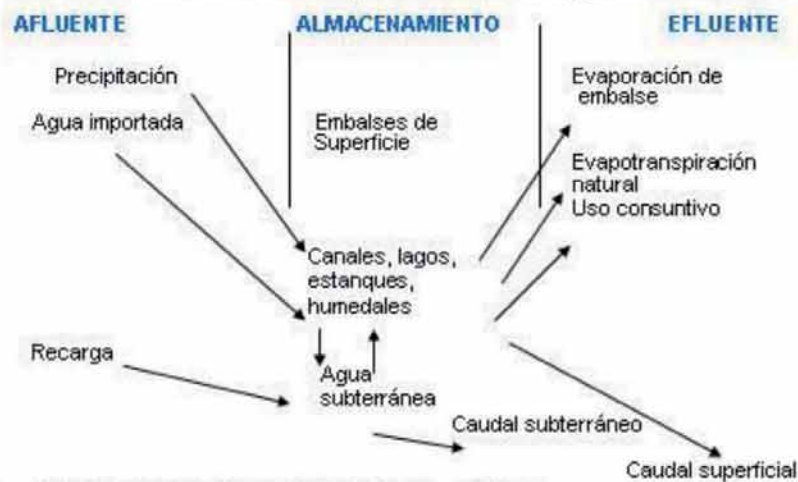 AFLUENTE
ALMACENAMIENTO
EFLUENTE
Precipitación
Agua importada
Embalses de
Superficie
Evaporación de
embalse
Evapotranspiración
natural
Uso consuntivo
Canales, lagos,
estanques,
humedales
Recarga
Agua
subterránea
Caudal subterráneo
Caudal superficial